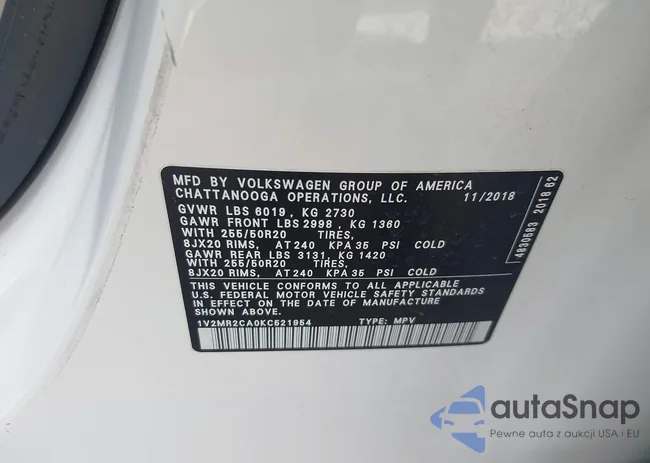 MFD BY VOLKSWAGEN GROUP OF AMERICA
CHATTANOOGA OPERATIONS, LLC. 11/2018
GVWR LBS 6019 , KG 2730
GAWR FRONT LBS 2998 , KG 1360
WITH 255/50R20 TIRES,
8JX20 RIMS, AT 240 KPA 35 PSI COLD
GAWR REAR LBS 3131, KG 1420
WITH 255/50R20 TIRES,
8JX20 RIMS, AT 240 KPA 35 PSI COLD
THIS VEHICLE CONFORMS TO ALL APPLICABLE
U.S. FEDERAL MOTOR VEHICLE SAFETY STANDARDS
IN EFFECT ON THE DATE OF MANUFACTURE
SHOWN ABOVE.
1V2MR2CA0KC521954 TYPE: MPV
4830583 2018 62
autaSnap
Pewne auta z aukcji USA i EU